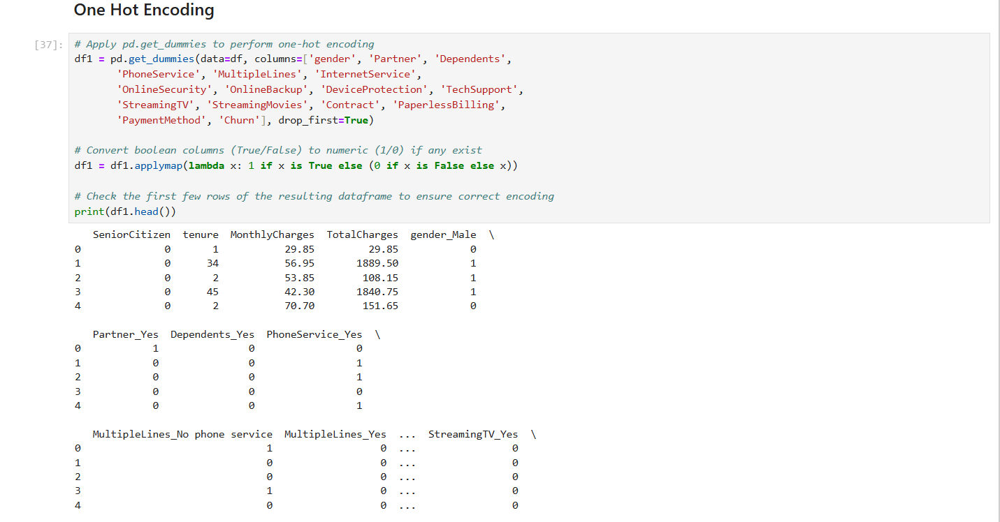 One Hot Encoding
[37]: # Apply pd.get_dummies to perform one-hot encoding
df1 = pd.get_dummies(data=df, columns=['gender', 'Partner', 'Dependents',
'PhoneService', 'MultipleLines', 'InternetService',
'OnlineSecurity', 'OnlineBackup', 'DeviceProtection', 'TechSupport',
'StreamingTV', 'StreamingMovies', 'Contract', 'PaperlessBilling',
'PaymentMethod', 'Churn'], drop_first=True)
# Convert boolean columns (True/False) to numeric (1/0) if any exist
df1 = df1.applymap(lambda x: 1 if x is True else (0 if x is False else x))
# Check the first few rows of the resulting dataframe to ensure correct encoding
print(df1.head())
SeniorCitizen tenure MonthlyCharges TotalCharges gender_Male \
0 0 1 29.85 29.85 0
1 0 34 56.95 1889.50 1
2 0 2 53.85 108.15 1
3 0 45 42.30 1840.75 1
4 0 2 70.70 151.65 0
Partner_Yes Dependents_Yes PhoneService_Yes \
0 1 0 0
1 0 0 1
2 0 0 1
3 0 0 0
4 0 0 1
MultipleLines_No phone service MultipleLines_Yes ... StreamingTV_Yes \
0 1 0 ... 0
1 0 0 ... 0
2 0 0 ... 0
3 1 0 ... 0
4 0 0 ... 0